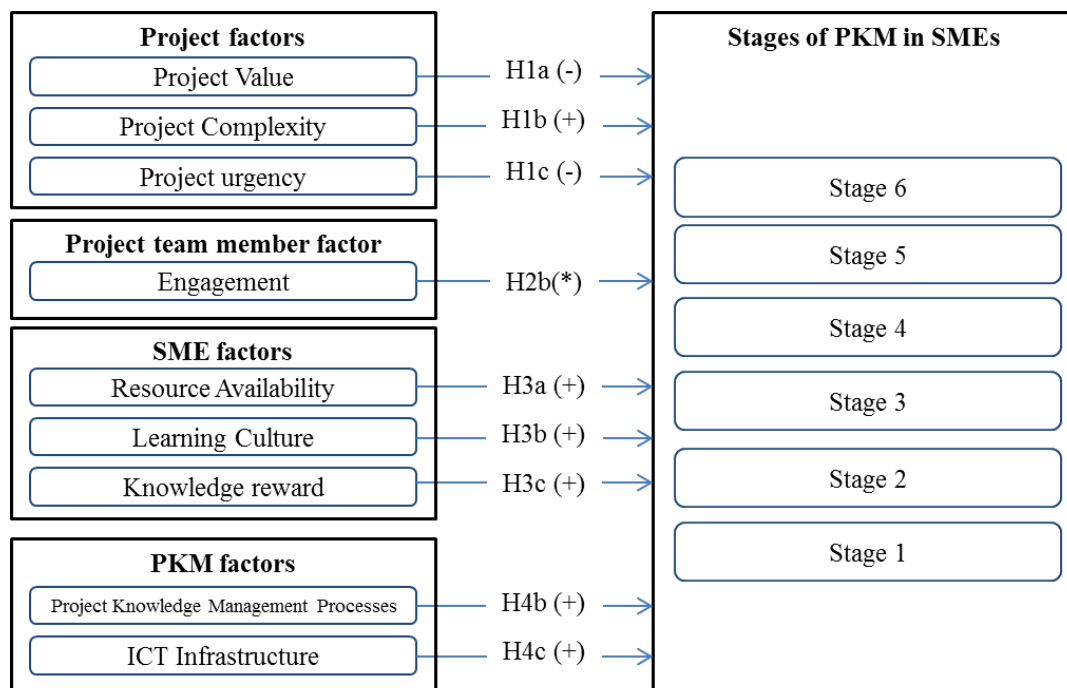 Project factors
Project Value
Project Complexity
Project urgency
Project team member factor
Engagement
SME factors
Resource Availability
Learning Culture
Knowledge reward
PKM factors
Project Knowledge Management Processes
ICT Infrastructure
H1a (-)
H1b (+)
H1c (-)
H2b(*)
H3a (+)
H3b (+)
H3c (+)
H4b (+)
H4c (+)
Stages of PKM in SMEs
Stage 6
Stage 5
Stage 4
Stage 3
Stage 2
Stage 1